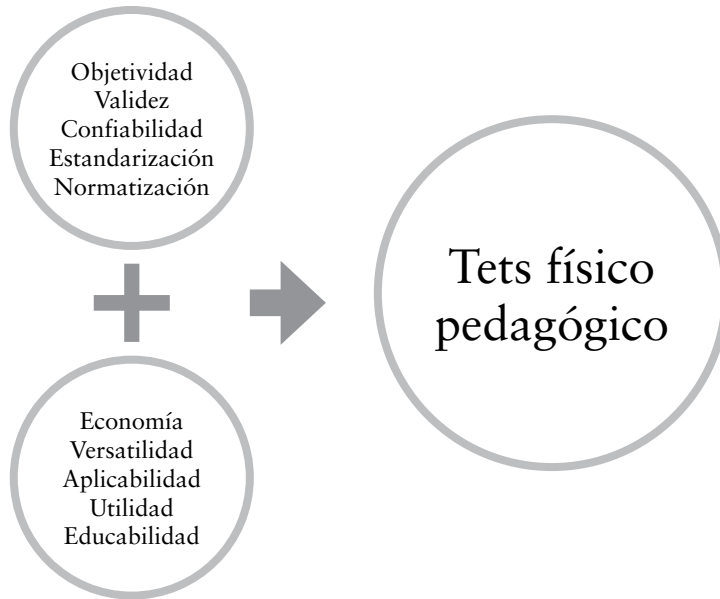 Objetividad
Validez
Confiabilidad
Estandarización
Normatización
Economía
Versatilidad
Aplicabilidad
Utilidad
Educabilidad
Tets físico
pedagógico